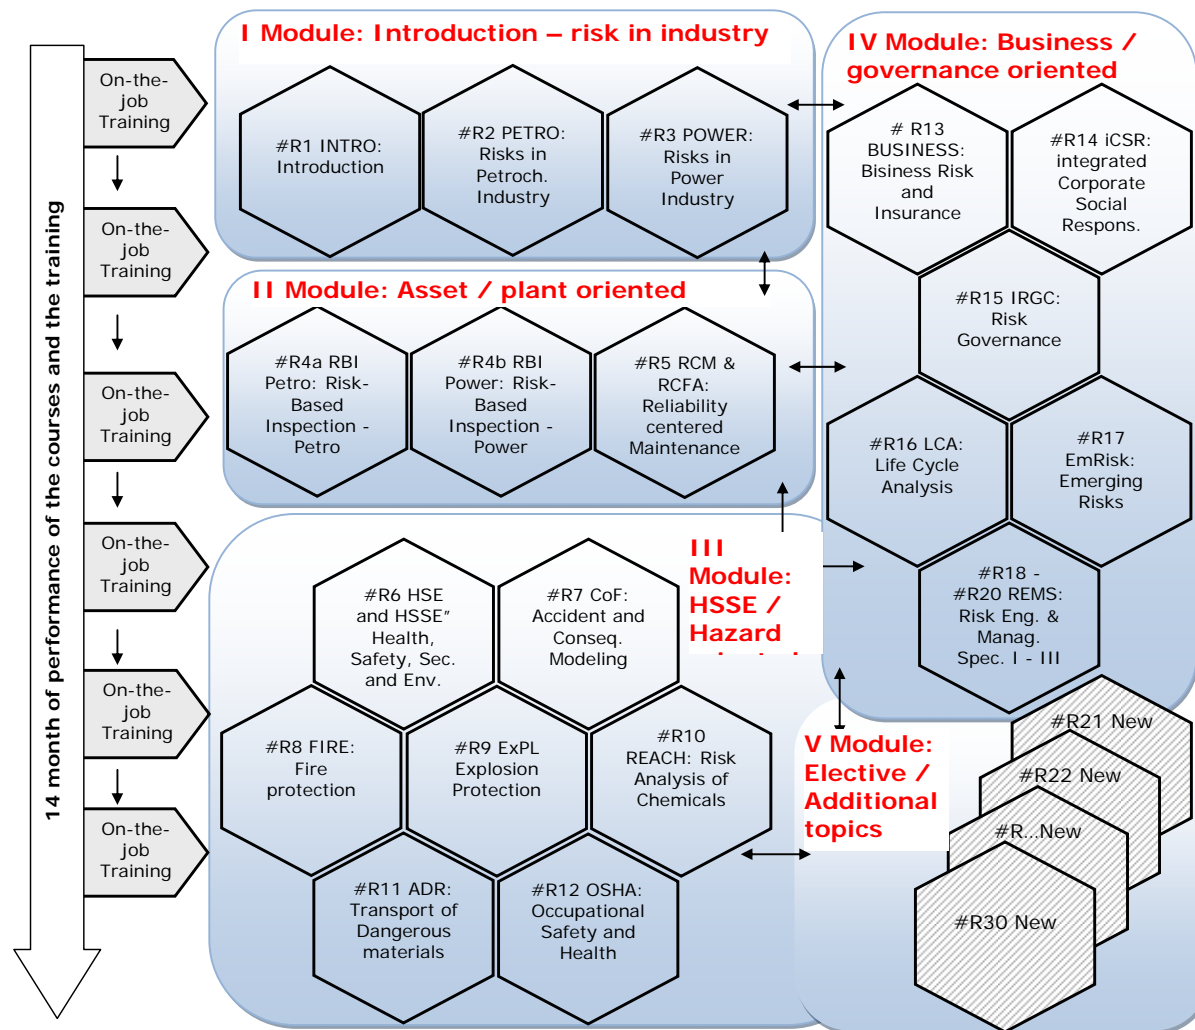 14 month of performance of the courses and the training
On-the-
job
Training
On-the-
job
Training
On-the-
job
Training
On-the-
job
Training
On-the-
job
Training
On-the-
job
Training
I Module: Introduction – risk in industry
#R1 INTRO:
Introduction
#R2 PETRO:
Risks in
Petroch.
Industry
#R3 POWER:
Risks in
Power
Industry
II Module: Asset / plant oriented
#R4a RBI
Petro: Risk-
Based
Inspection -
Petro
#R4b RBI
Power: Risk-
Based
Inspection -
Power
#R5 RCM &
RCFA:
Reliability
centered
Maintenance
III
Module:
HSSE /
Hazard
#R6 HSE
and HSSE”
Health,
Safety, Sec.
and Env.
#R7 CoF:
Accident and
Conseq.
Modeling
#R8 FIRE:
Fire
protection
#R9 ExPL
Explosion
Protection
#R10
REACH: Risk
Analysis of
Chemicals
#R11 ADR:
Transport of
Dangerous
materials
#R12 OSHA:
Occupational
Safety and
Health
IV Module: Business /
governance oriented
# R13
BUSINESS:
Bisiness Risk
and
Insurance
#R14 iCSR:
integrated
Corporate
Social
Respons.
#R15 IRGC:
Risk
Governance
#R16 LCA:
Life Cycle
Analysis
#R17
EmRisk:
Emerging
Risks
#R18 -
#R20 REMS:
Risk Eng. &
Manag.
Spec. I - III
V Module:
Elective /
Additional
topics
#R21 New
#R22 New
#R...New
#R30 New